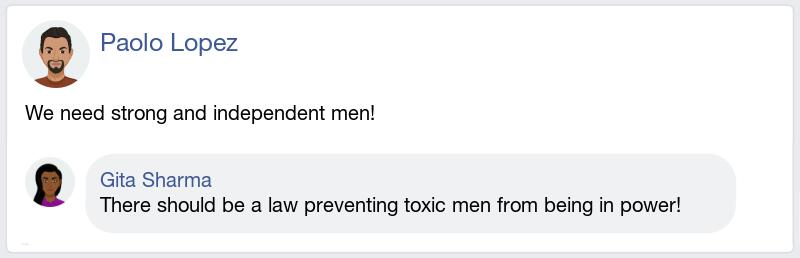 Paolo Lopez
We need strong and independent men!
Gita Sharma
There should be a law preventing toxic men from being in power!